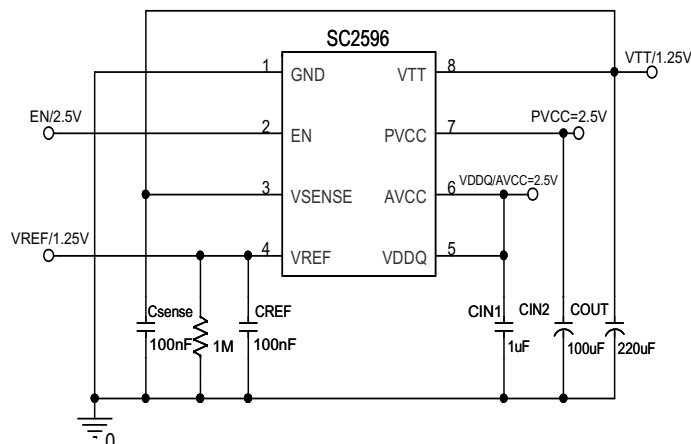 SC2596
1 GND VTT 8 VTT/1.25V
EN/2.5V 2 EN PVCC 7 PVCC=2.5V
3 VSENSE AVCC 6 VDDQ/AVCC=2.5V
VREF/1.25V 4 VREF VDDQ 5
Csense CREF CIN1 CIN2 COUT
100nF 1M 100nF 1uF 100uF 220uF
0